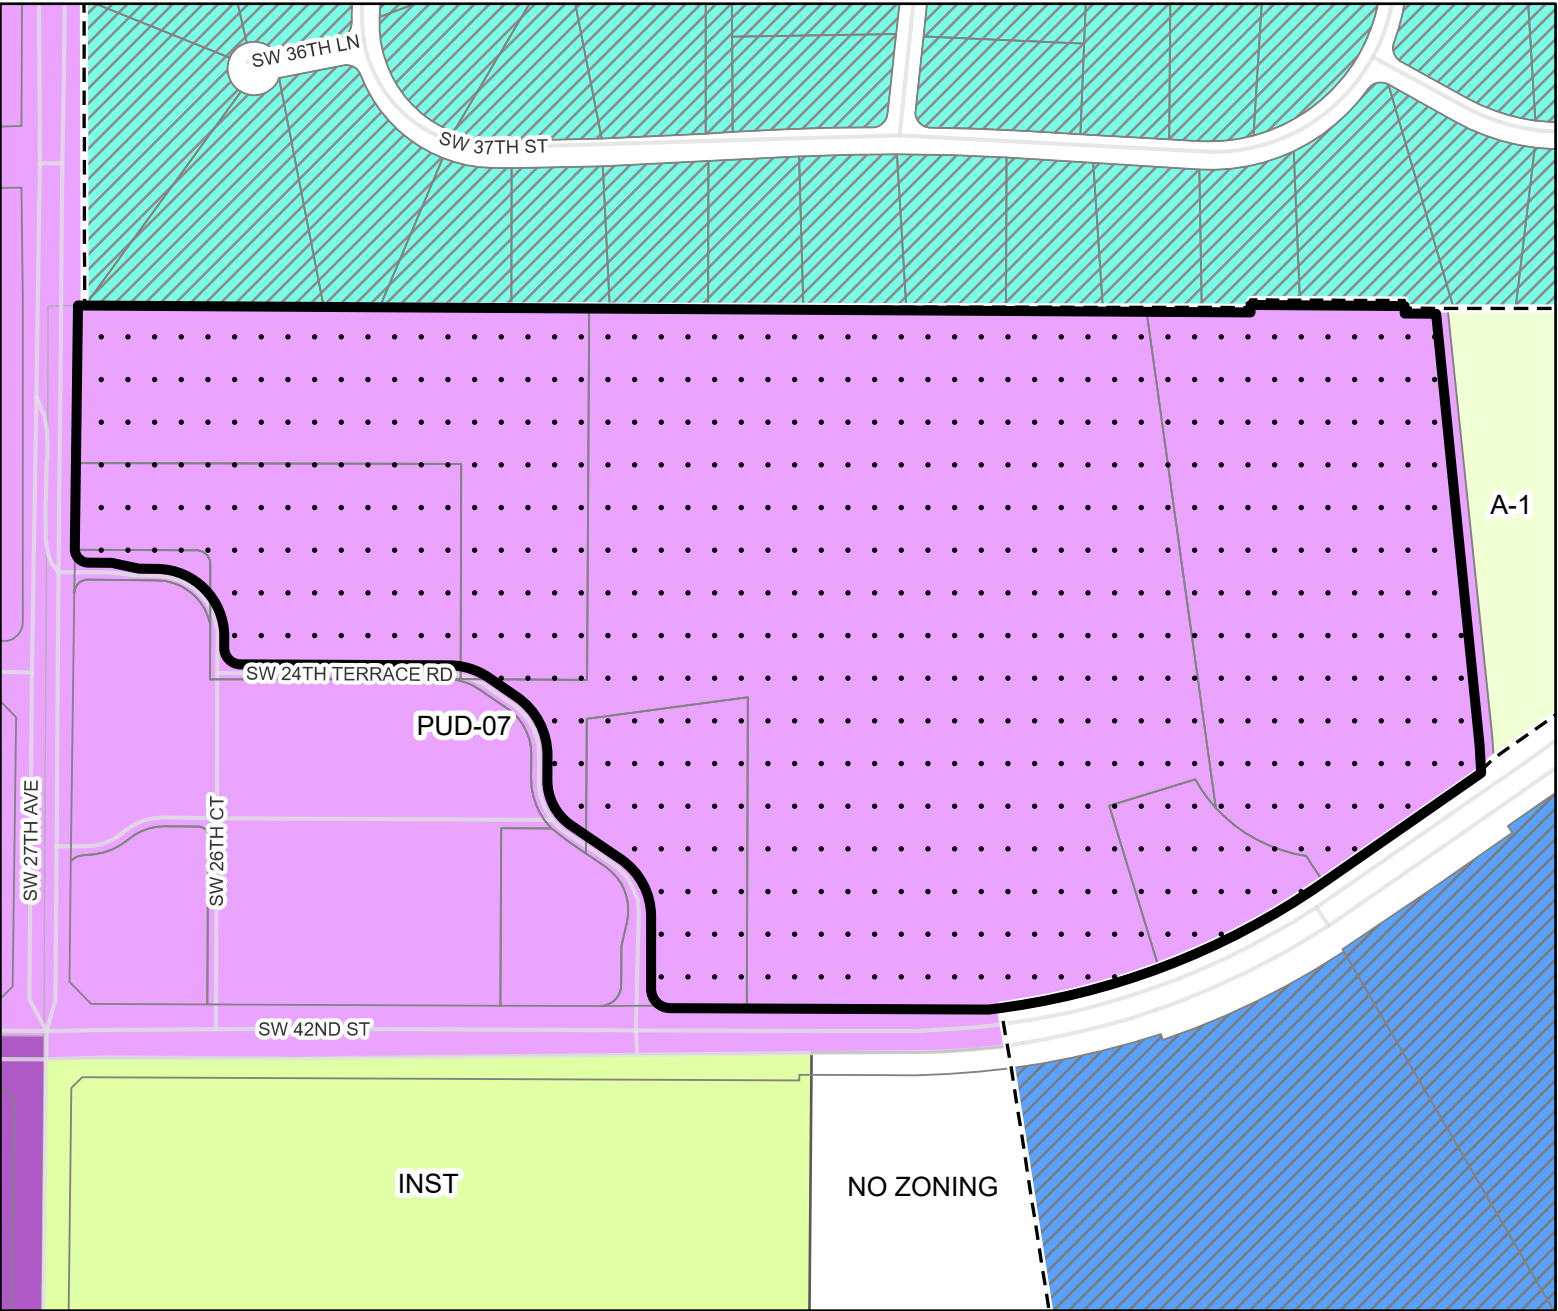 SW 36TH LN
SW 37TH ST
A-1
SW 24TH TERRACE RD
PUD-07
SW 27TH AVE
SW 26TH CT
SW 42ND ST
INST
NO ZONING